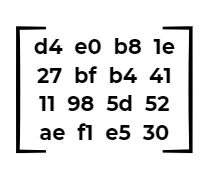 d4 e0 b8 1e
27 bf b4 41
11 98 5d 52
ae f1 e5 30